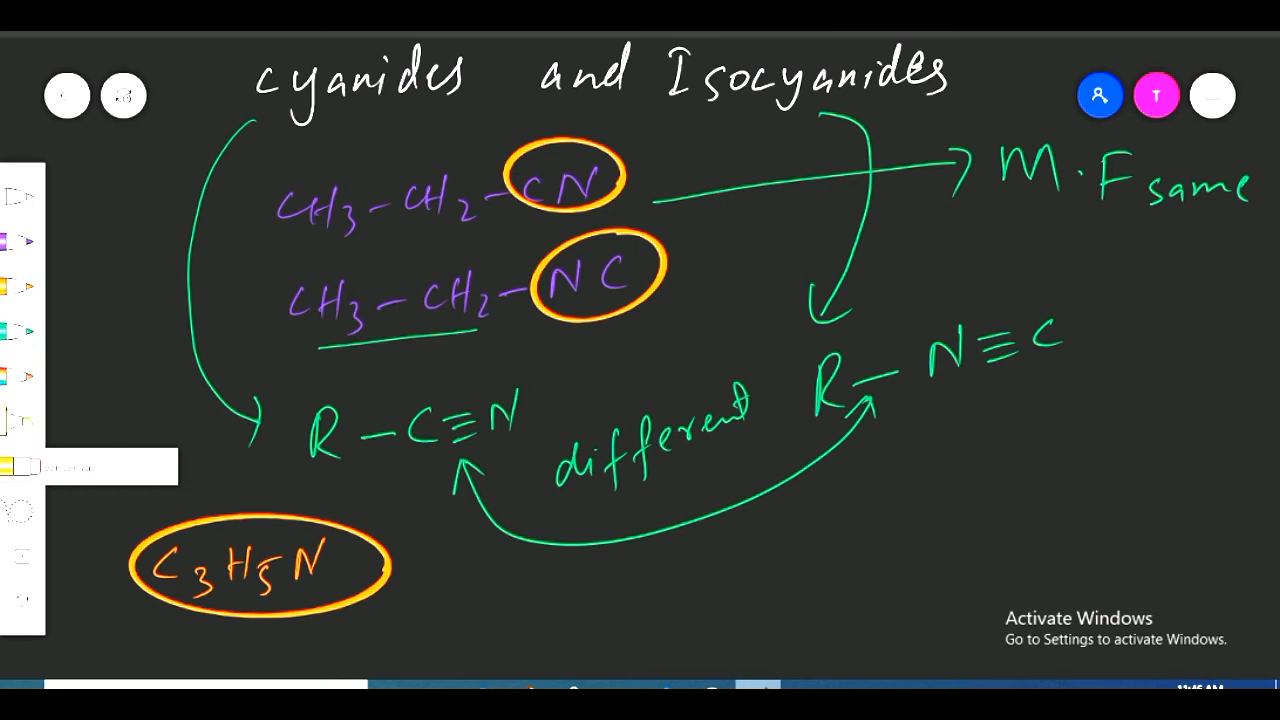 cyanides and Isocyanides
CH3-CH2-CN
M.F same
CH3-CH2-NC
R-N≡C
R-C≡N
different
C3H5N
T
Activate Windows
Go to Settings to activate Windows.